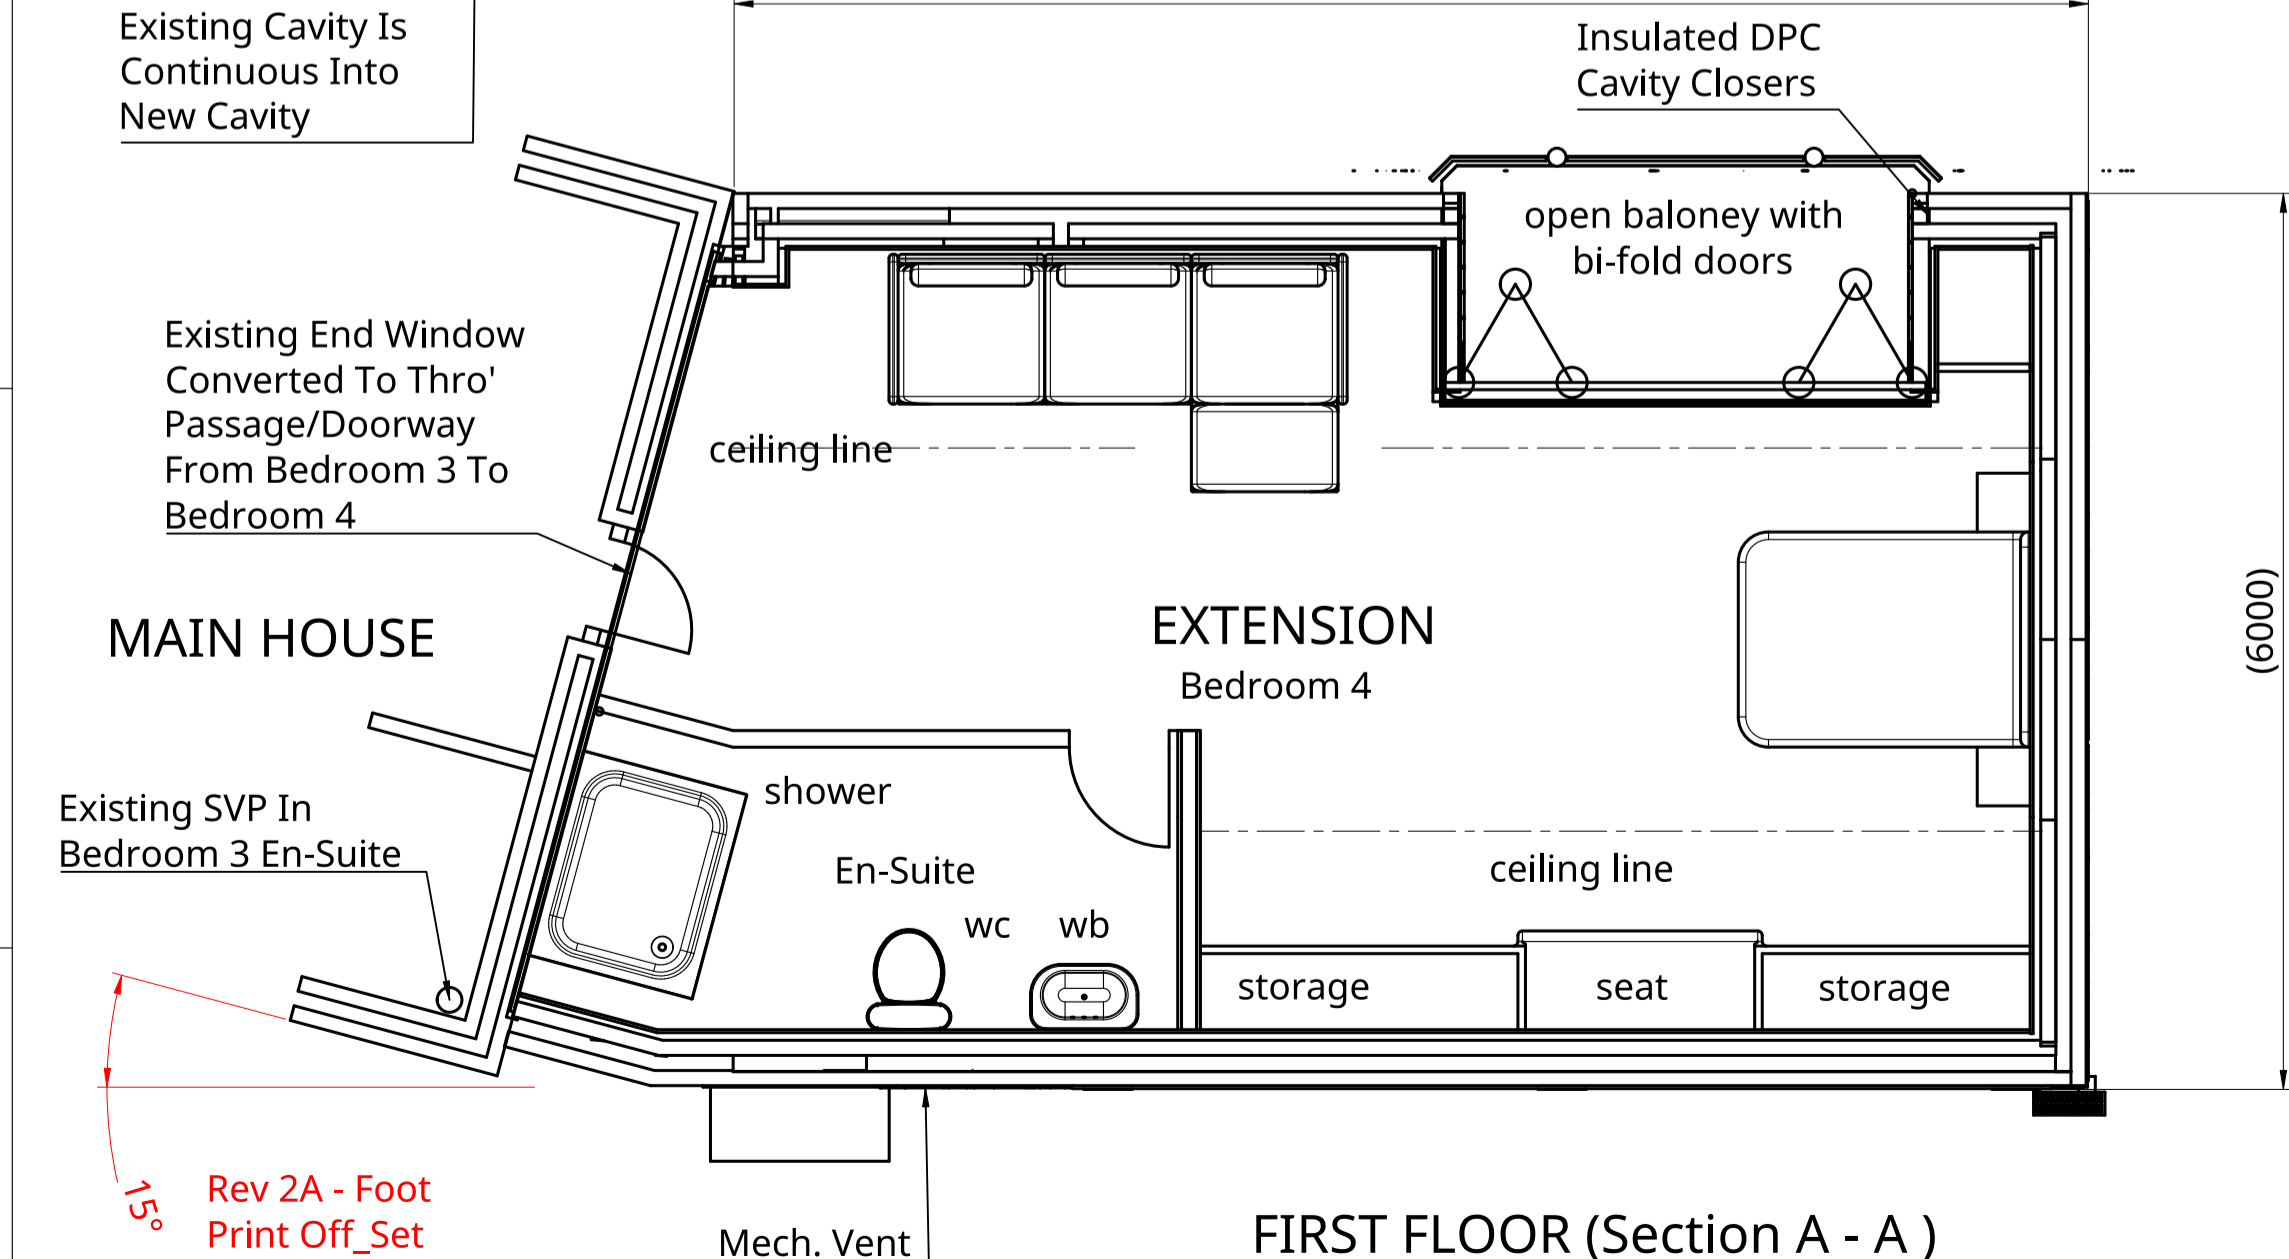 Existing Cavity Is
Continuous Into
New Cavity
Insulated DPC
Cavity Closers
open baloney with
bi-fold doors
Existing End Window
Converted To Thro'
Passage/Doorway
From Bedroom 3 To
Bedroom 4
ceiling line
MAIN HOUSE
EXTENSION
Bedroom 4
(6000)
shower
Existing SVP In
Bedroom 3 En-Suite
En-Suite
ceiling line
wc wb
storage seat storage
15°
Rev 2A - Foot
Print Off_Set
Mech. Vent
FIRST FLOOR (Section A - A )